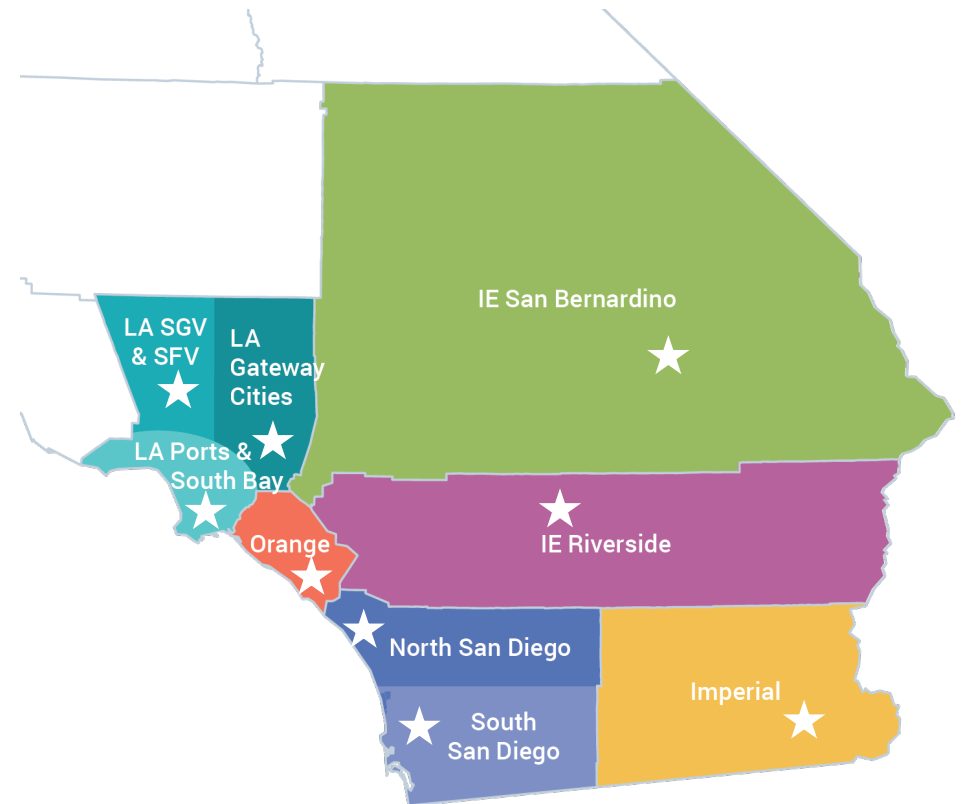 IE San Bernardino
LA SGV
& SFV
LA
Gateway
Cities
LA Ports &
South Bay
Orange
IE Riverside
North San Diego
Imperial
South
San Diego